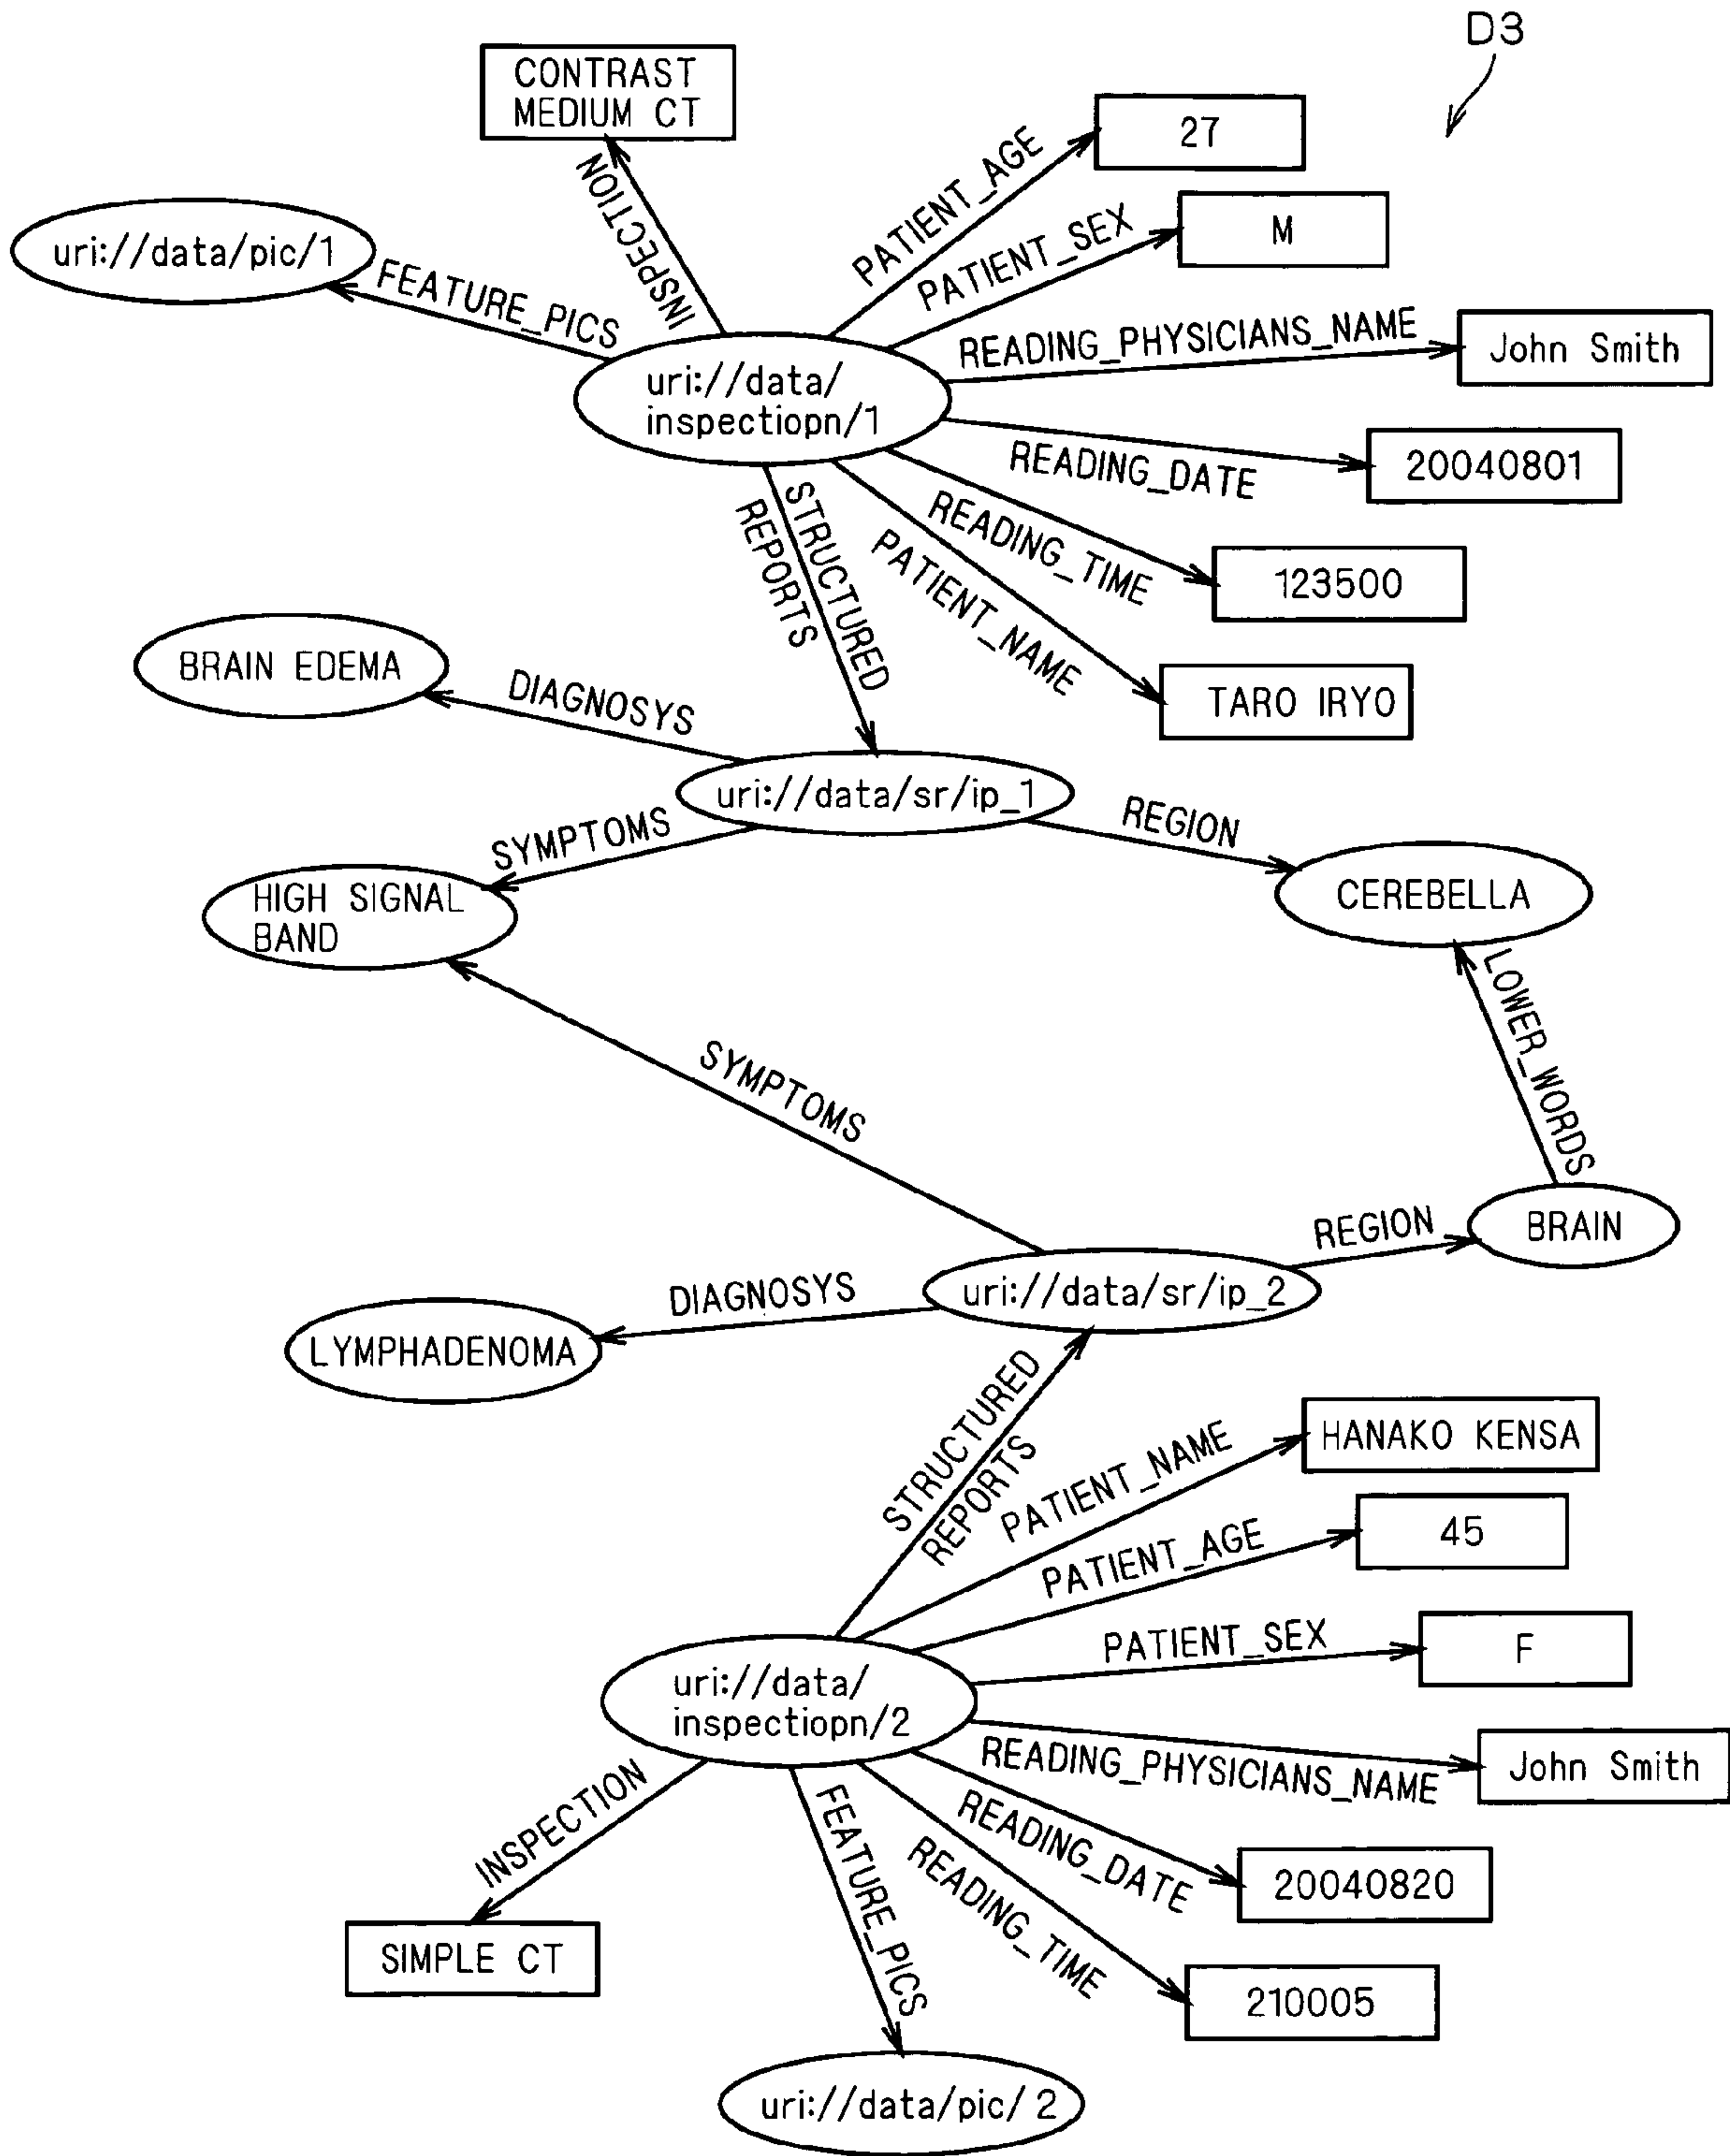 D3
CONTRAST
MEDIUM CT
27
PATIENT_AGE
INSPECTION
M
PATIENT_SEX
uri://data/pic/1
FEATURE_PICS
READING_PHYSICIANS_NAME
John Smith
uri://data/
inspectiopn/1
READING_DATE
20040801
STRUCTURED
REPORTS
READING_TIME
123500
PATIENT_NAME
TARO IRYO
BRAIN EDEMA
DIAGNOSYS
uri://data/sr/ip_1
REGION
SYMPTOMS
HIGH SIGNAL
BAND
CEREBELLA
LOWER_WORDS
SYMPTOMS
BRAIN
REGION
uri://data/sr/ip_2
DIAGNOSYS
LYMPHADENOMA
STRUCTURED
REPORTS
PATIENT_NAME
HANAKO KENSA
PATIENT_AGE
45
PATIENT_SEX
F
uri://data/
inspectiopn/2
READING_PHYSICIANS_NAME
John Smith
INSPECTION
FEATURE_PICS
READING_DATE
20040820
READING_TIME
SIMPLE CT
210005
uri://data/pic/ 2